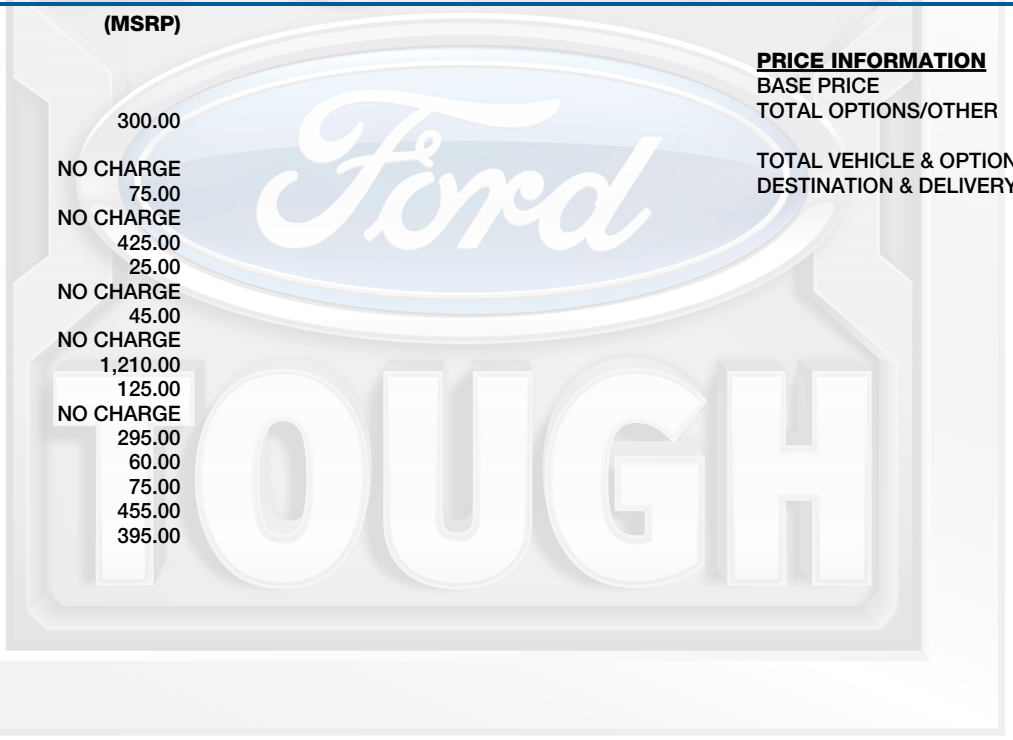 (MSRP)
300.00
NO CHARGE
75.00
NO CHARGE
425.00
25.00
NO CHARGE
45.00
NO CHARGE
1,210.00
125.00
NO CHARGE
295.00
60.00
75.00
455.00
395.00
PRICE INFORMATION
BASE PRICE
TOTAL OPTIONS/OTHER
TOTAL VEHICLE & OPTION
DESTINATION & DELIVERY
Ford
TOUGH